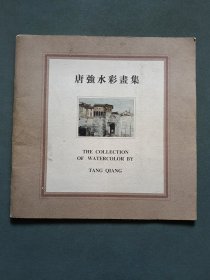 唐強水彩畫集
THE COLLECTION
OF WATERCOLOR BY
TANG QIANG